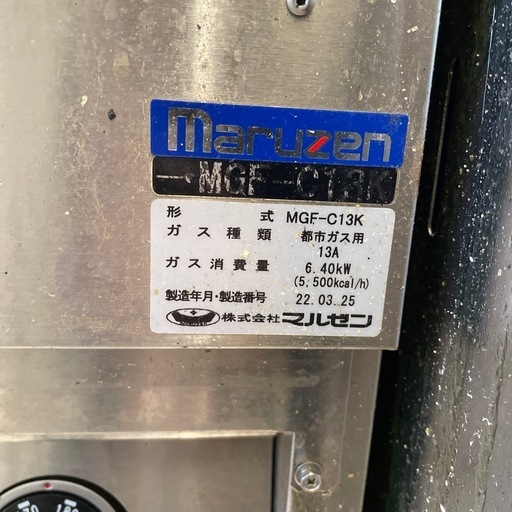 maruzen
MGF-C13K
形 式 MGF-C13K
ガス種類 都市ガス用
13A
ガス消費量 6.40kW
(5,500kcal/h)
製造年月・製造番号 22.03.25
株式会社 マルゼン